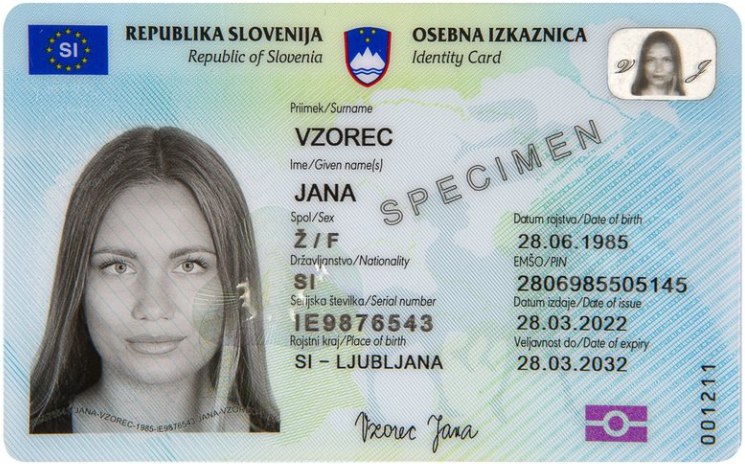 SI
REPUBLIKA SLOVENIJA
Republic of Slovenia
OSEBNA IZKAZNICA
Identity Card
V J
Priimek/Surname
VZOREC
Ime/Given name(s)
JANA
SPECIMEN
Spol/Sex
Ž/F
Datum rojstva/Date of birth
28.06.1985
Državljanstvo/Nationality
SI
EMŠO/PIN
2806985505145
Serijska številka/Serial number
IE9876543
Datum izdaje/Date of issue
28.03.2022
Rojstni kraj/Place of birth
SI – LJUBLJANA
Veljavnost do/Date of expiry
28.03.2032
001211
JANA-VZOREC-1985-IE9876543-JANA-VZOREC
Vzorec Jana